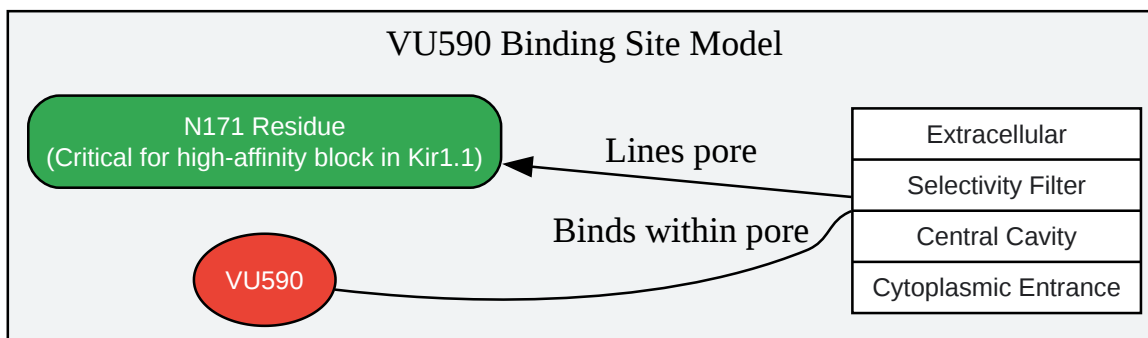 VU590 Binding Site Model
N171 Residue
(Critical for high-affinity block in Kir1.1)
Lines pore
Binds within pore
VU590
Extracellular
Selectivity Filter
Central Cavity
Cytoplasmic Entrance